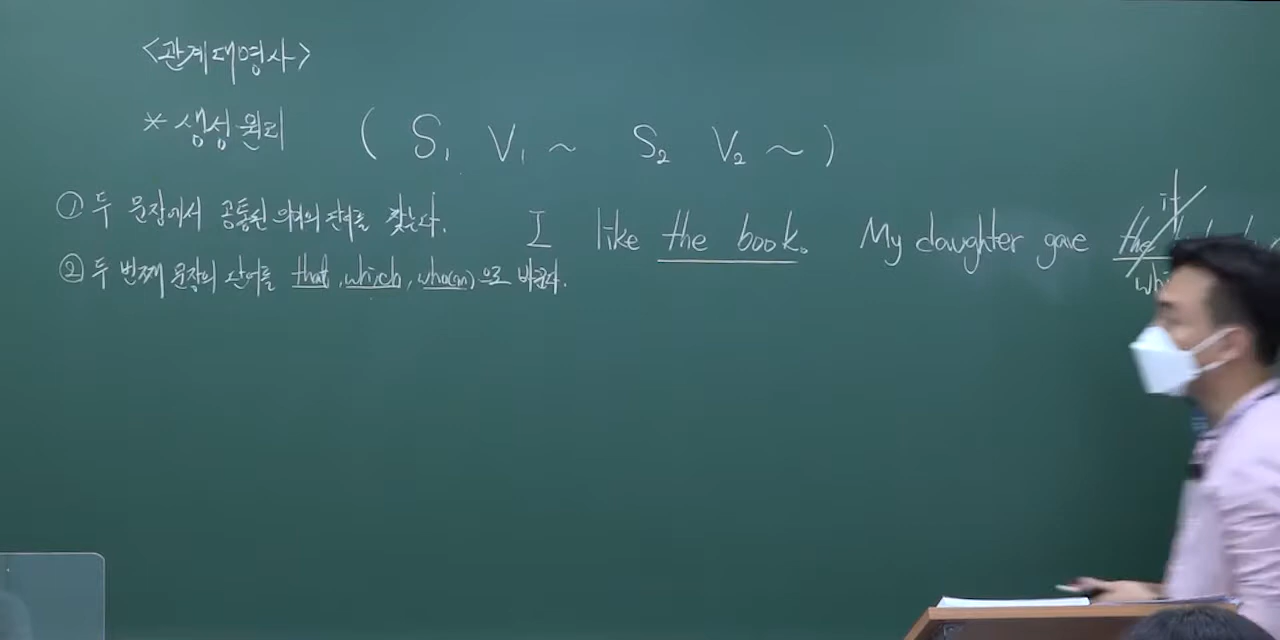 <관계대명사>
* 생성원리 ( S₁ V₁ ~ S₂ V₂ ~ )
① 두 문장에서 공통된 의미의 단어를 찾는다.
I like the book. My daughter gave the
it
② 두 번째 문장의 단어를 that, which, who(m)으로 바꾼다.